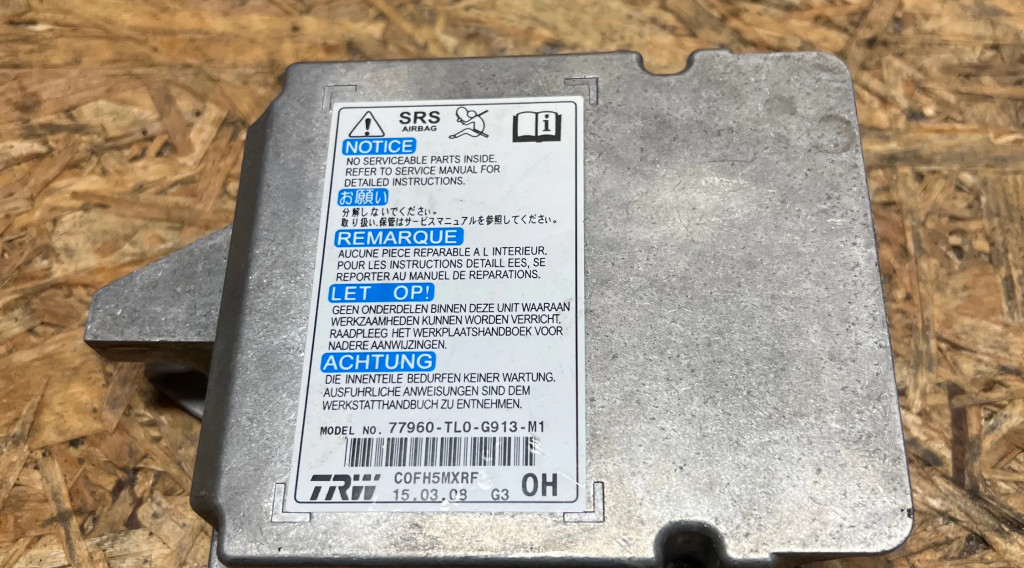 SRS
AIRBAG
NOTICE
NO SERVICEABLE PARTS INSIDE.
REFER TO SERVICE MANUAL FOR
DETAILED INSTRUCTIONS.
お願い
分解しないでください。
取り扱い、保管はサービスマニュアルを参照してください。
REMARQUE
AUCUNE PIECE REPARABLE A L INTERIEUR.
POUR LES INSTRUCTIONS DETAILL EES, SE
REPORTER AU MANUEL DE REPARATIONS.
LET OP!
GEEN ONDERDELEN BINNEN DEZE UNIT WAARAAN
WERKZAAMHEDEN KUNNEN WORDEN VERRICHT.
RAADPLEEG HET WERKPLAATSHANDBOEK VOOR
NADERE AANWIJZINGEN.
ACHTUNG
DIE INNENTEILE BEDURFEN KEINER WARTUNG.
AUSFUHRLICHE ANWEISUNGEN SIND DEM
WERKSTATTHANDBUCH ZU ENTNEHMEN.
MODEL NO. 77960-TL0-G913-M1
TRW C0FH5MXRF 0H
15.03.08 G3